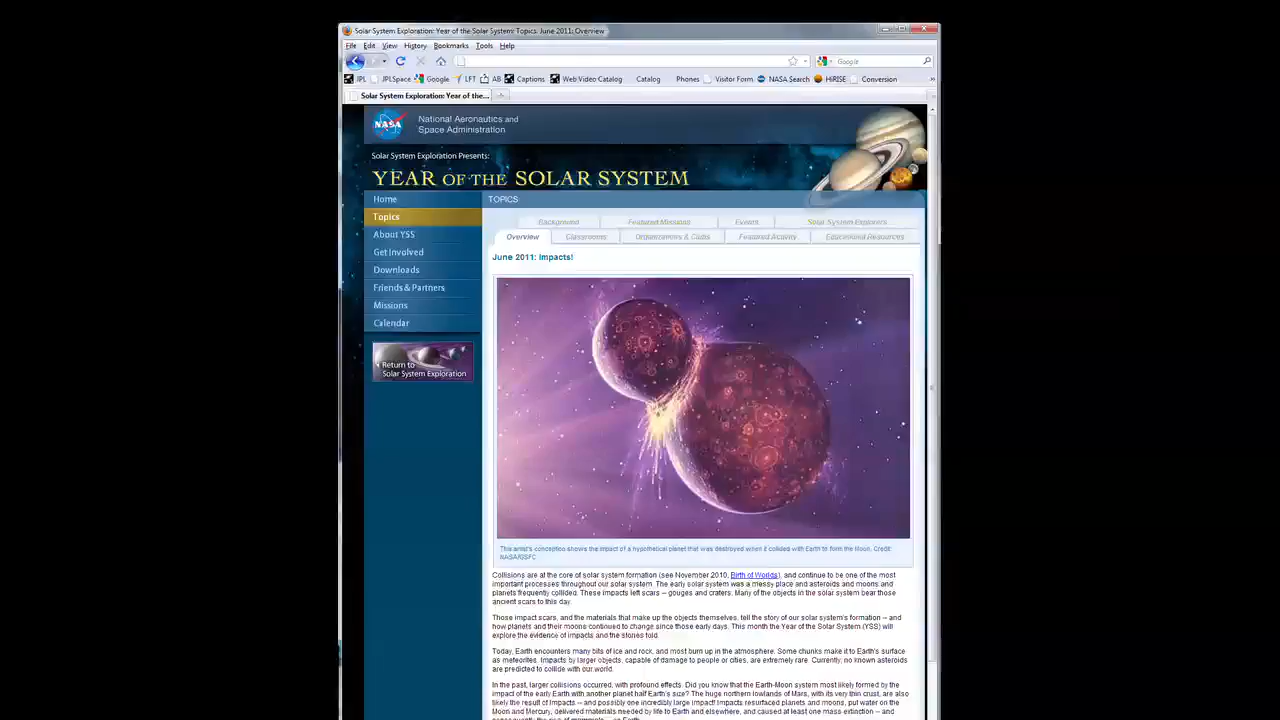 Solar System Exploration: Year of the Solar System: Topics: June 2011: Overview
File Edit View History Bookmarks Tools Help
Google
JPL JPLSpace Google LFT AB Captions Web Video Catalog Catalog Phones Visitor Form NASA Search HiRISE Conversion »
Solar System Exploration: Year of the...
NASA
National Aeronautics and
Space Administration
Solar System Exploration Presents:
YEAR OF THE SOLAR SYSTEM
Home
Topics
About YSS
Get Involved
Downloads
Friends & Partners
Missions
Calendar
Return to
Solar System Exploration
TOPICS
Background Featured Missions Events Solar System Explorers
Overview Classrooms Organizations & Clubs Featured Activity Educational Resources
June 2011: Impacts!
This artist's conception shows the impact of a hypothetical planet that was destroyed when it collided with Earth to form the Moon. Credit:
NASA/GSFC
Collisions are at the core of solar system formation (see November 2010, Birth of Worlds), and continue to be one of the most
important processes throughout our solar system. The early solar system was a messy place and asteroids and moons and
planets frequently collided. These impacts left scars -- gouges and craters. Many of the objects in the solar system bear those
ancient scars to this day.
Those impact scars, and the materials that make up the objects themselves, tell the story of our solar system's formation -- and
how planets and their moons continued to change since those early days. This month the Year of the Solar System (YSS) will
explore the evidence of impacts and the stories told.
Today, Earth encounters many bits of ice and rock, and most burn up in the atmosphere. Some chunks make it to Earth's surface
as meteorites. Impacts by larger objects, capable of damage to people or cities, are extremely rare. Currently, no known asteroids
are predicted to collide with our world.
In the past, larger collisions occurred, with profound effects. Did you know that the Earth-Moon system most likely formed by the
impact of the early Earth with another planet half Earth's size? The huge northern lowlands of Mars, with its very thin crust, are also
likely the result of impacts -- and possibly one incredibly large impact! Impacts resurfaced planets and moons, put water on the
Moon and Mercury, delivered materials needed by life to Earth and elsewhere, and caused at least one mass extinction -- and